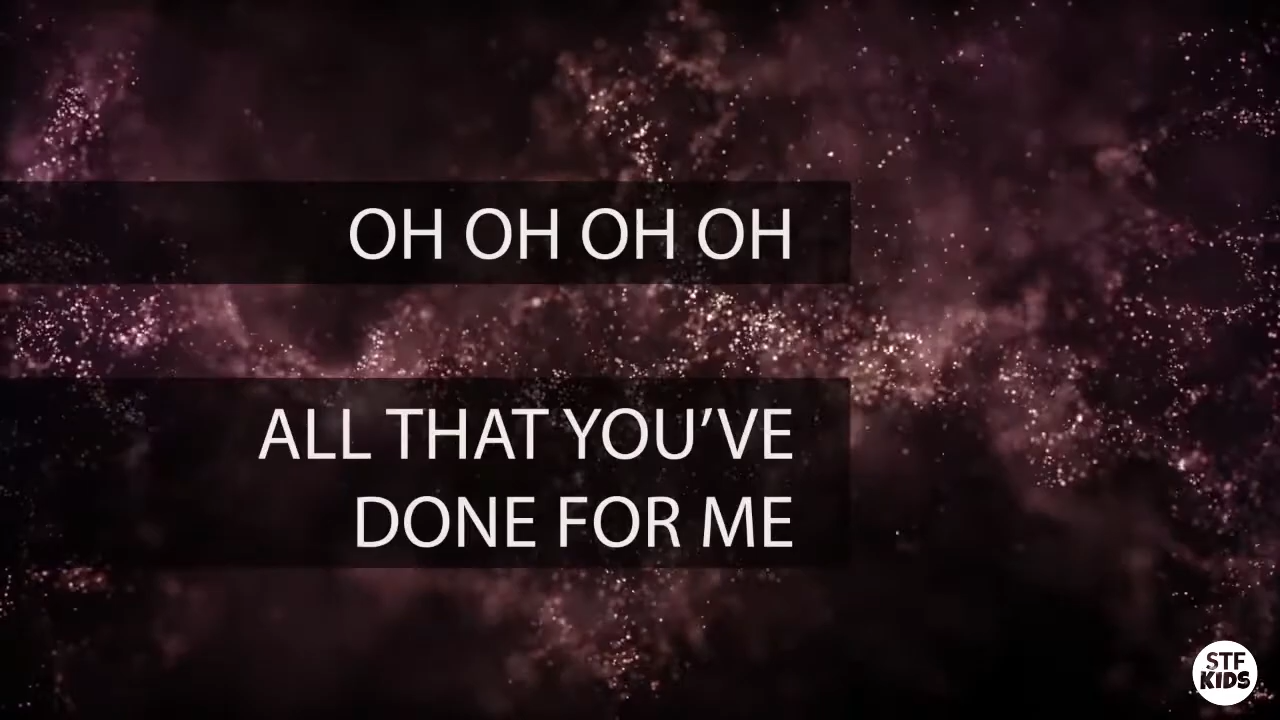 OH OH OH OH
ALL THAT YOU’VE
DONE FOR ME
STF
KIDS